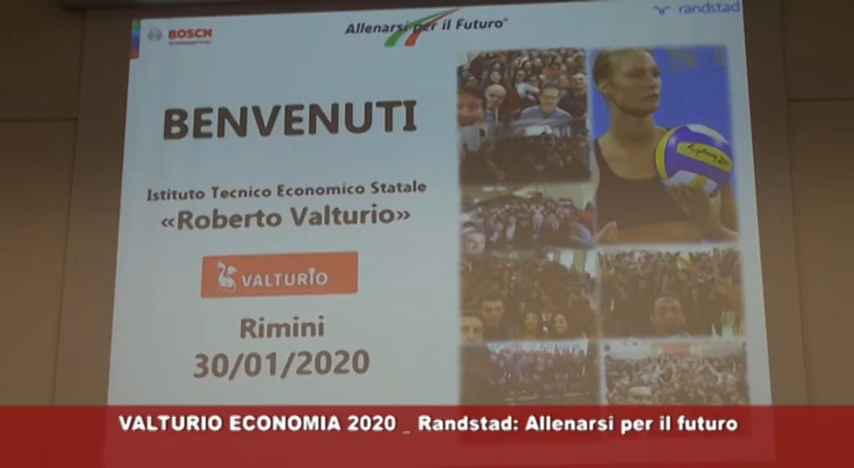 BOSCH
Allenarsi per il Futuro®
randstad
BENVENUTI
Istituto Tecnico Economico Statale
«Roberto Valturio»
VALTURIO
Rimini
30/01/2020
VALTURIO ECONOMIA 2020 _ Randstad: Allenarsi per il futuro